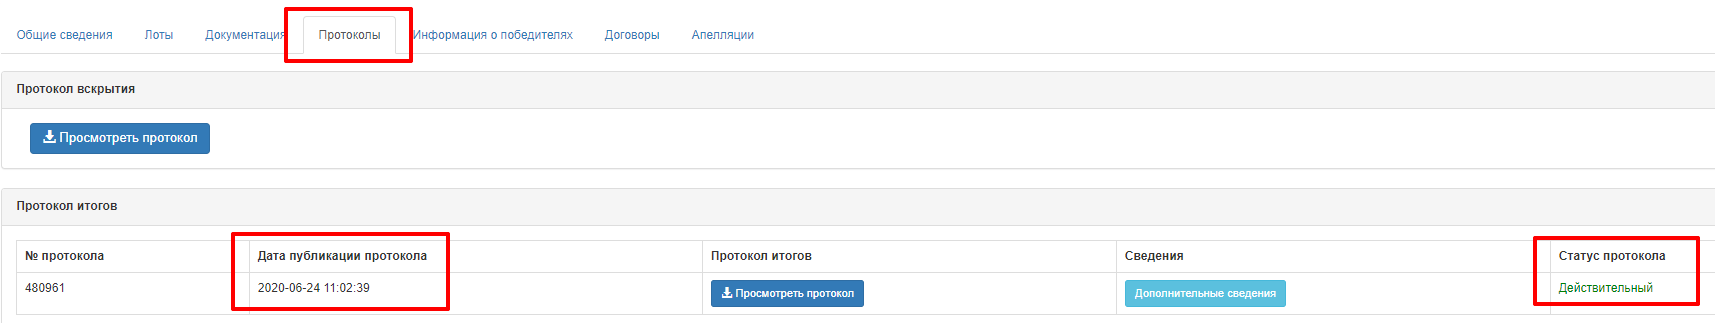 Общие сведения Лоты Документация Протоколы Информация о победителях Договоры Апелляции
Протокол вскрытия
Просмотреть протокол
Протокол итогов
№ протокола Дата публикации протокола Протокол итогов Сведения Статус протокола
480961 2020-06-24 11:02:39 Просмотреть протокол Дополнительные сведения Действительный